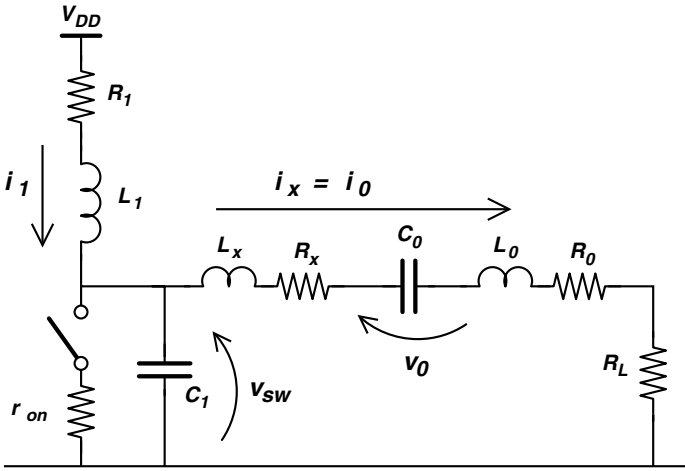 V_DD
R_1
i_1
L_1
i_x = i_0
L_x
R_x
C_0
L_0
R_0
v_0
R_L
r_on
C_1
v_sw